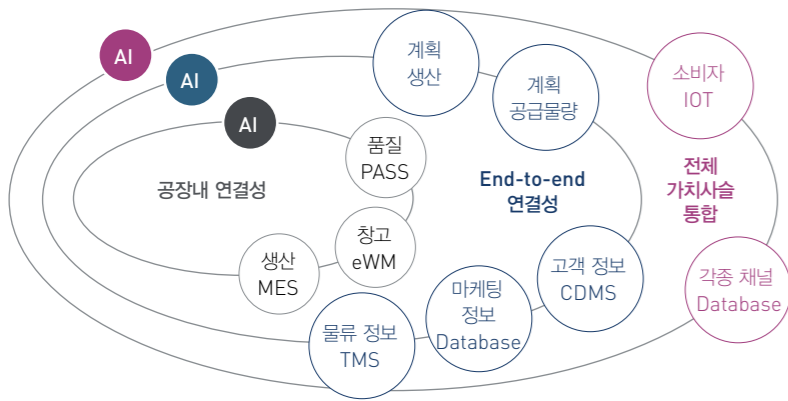 AI
AI
AI
계획
생산
계획
공급물량
소비자
IOT
품질
PASS
공장내 연결성
End-to-end
연결성
전체
가치사슬
통합
창고
eWM
생산
MES
고객 정보
CDMS
각종 채널
Database
마케팅
정보
Database
물류 정보
TMS